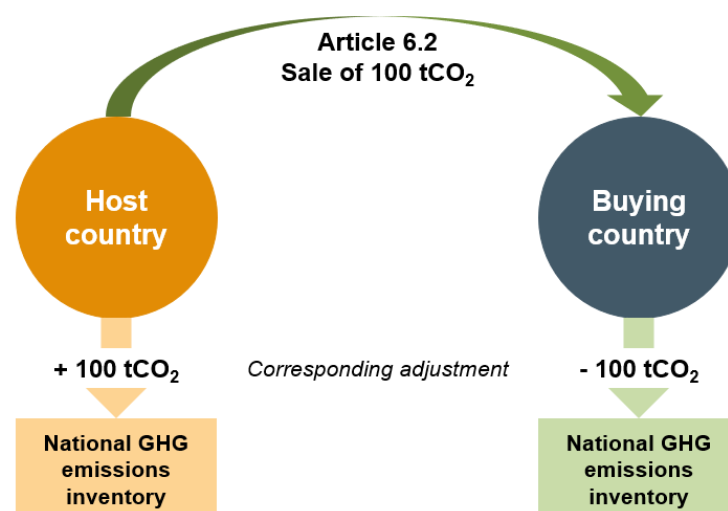 Article 6.2
Sale of 100 tCO₂
Host
country
Buying
country
+ 100 tCO₂
Corresponding adjustment
- 100 tCO₂
National GHG
emissions
inventory
National GHG
emissions
inventory